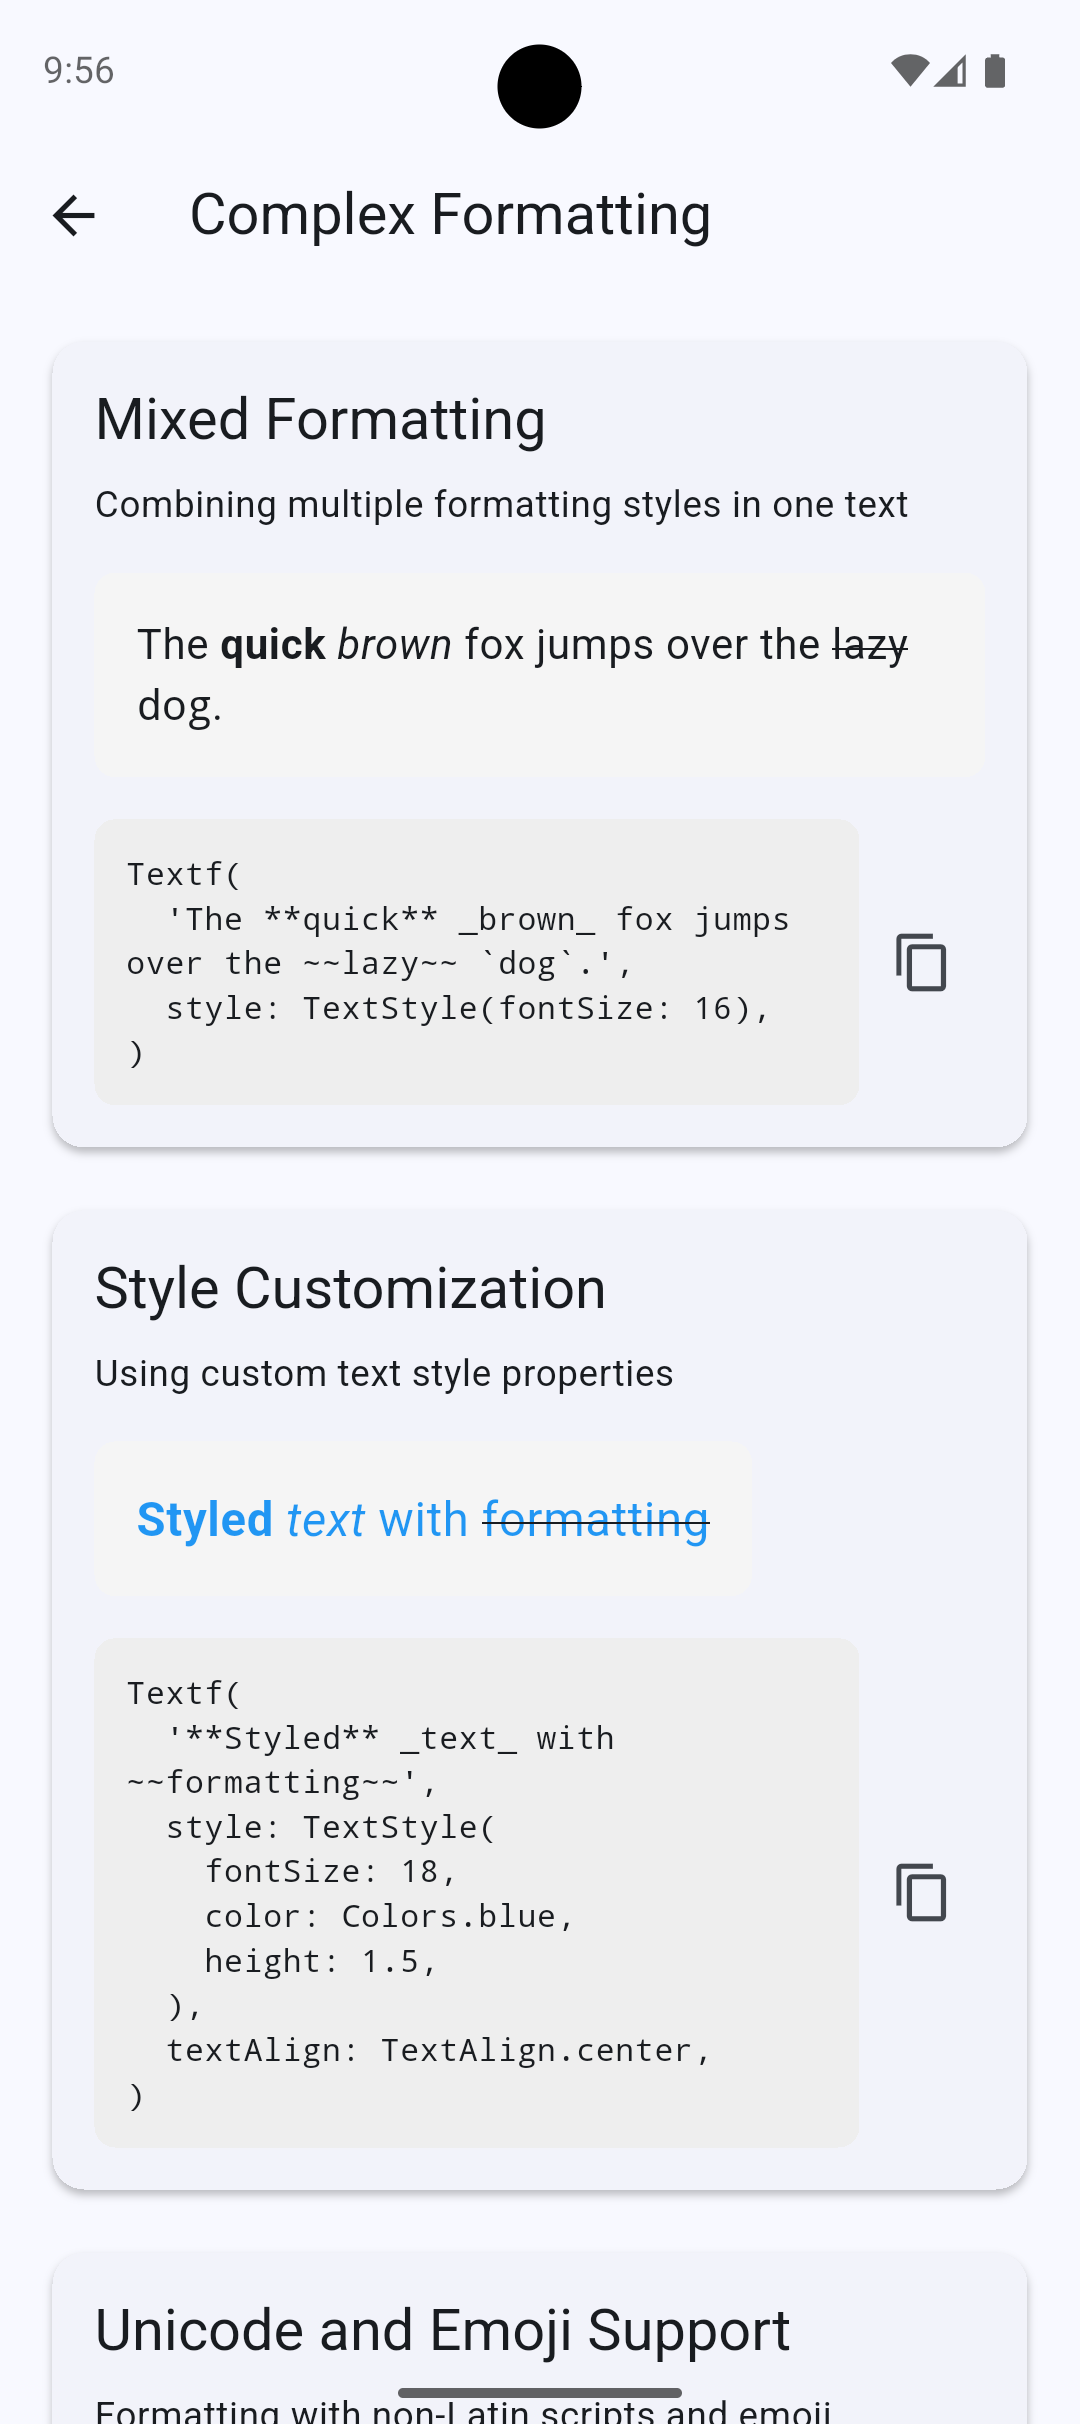 9:56
Complex Formatting
Mixed Formatting
Combining multiple formatting styles in one text
The quick brown fox jumps over the lazy
dog.
Textf(
  'The **quick** _brown_ fox jumps
over the ~~lazy~~ `dog`.',
  style: TextStyle(fontSize: 16),
)
Style Customization
Using custom text style properties
Styled text with formatting
Textf(
  '**Styled** _text_ with
~~formatting~~',
  style: TextStyle(
    fontSize: 18,
    color: Colors.blue,
    height: 1.5,
  ),
  textAlign: TextAlign.center,
)
Unicode and Emoji Support
Formatting with non-Latin scripts and emoji